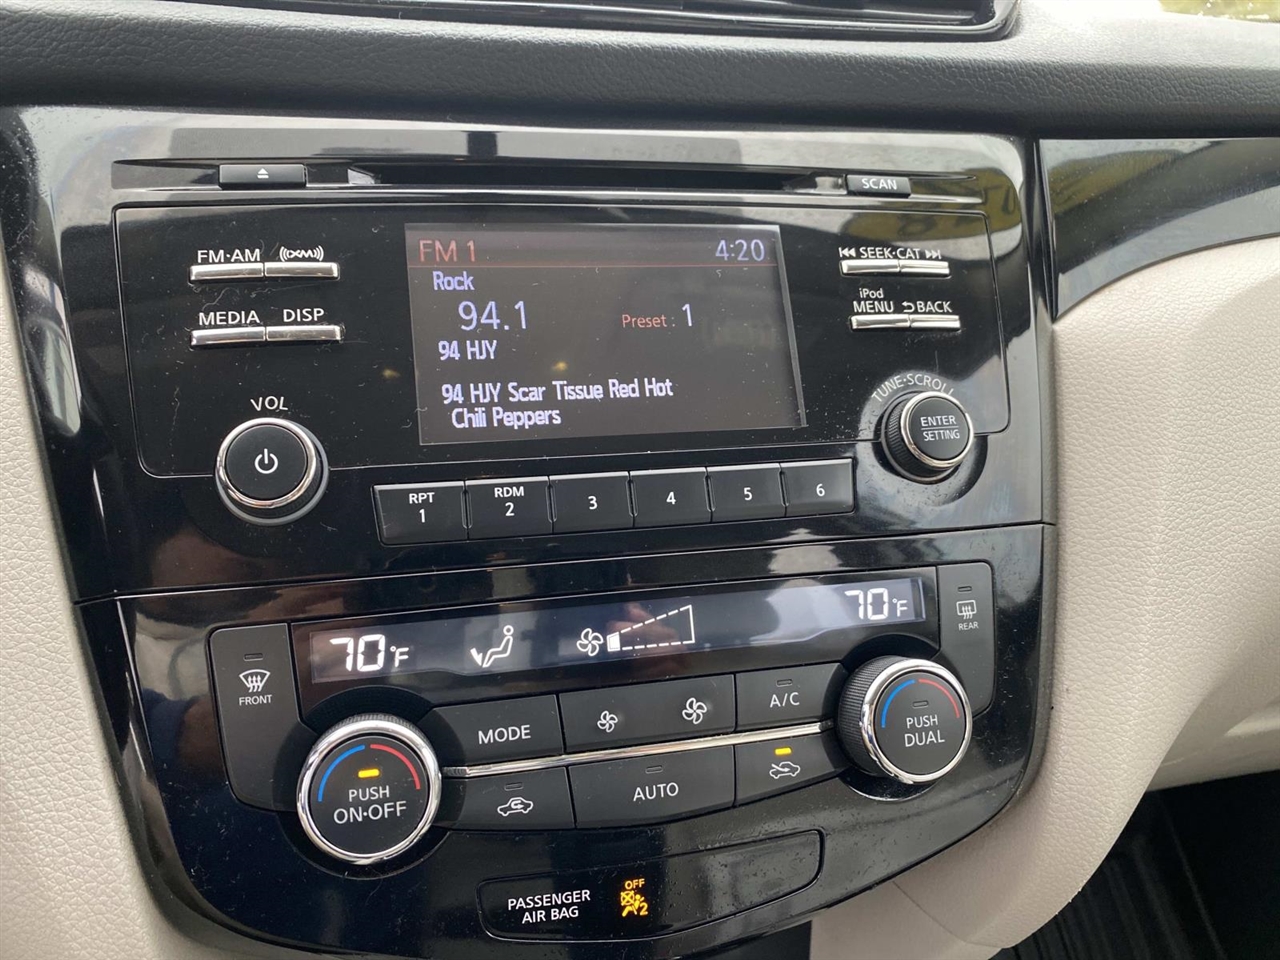 SCAN
FM·AM
((XM))
MEDIA
DISP
VOL
FM 1
4:20
Rock
94.1
Preset : 1
94 HJY
94 HJY Scar Tissue Red Hot
Chili Peppers
SEEK·CAT
iPod
MENU
BACK
TUNE·SCROLL
ENTER
SETTING
RPT
1
RDM
2
3
4
5
6
70°F
70°F
FRONT
REAR
MODE
A/C
AUTO
PUSH
ON·OFF
PUSH
DUAL
PASSENGER
AIR BAG
OFF
2